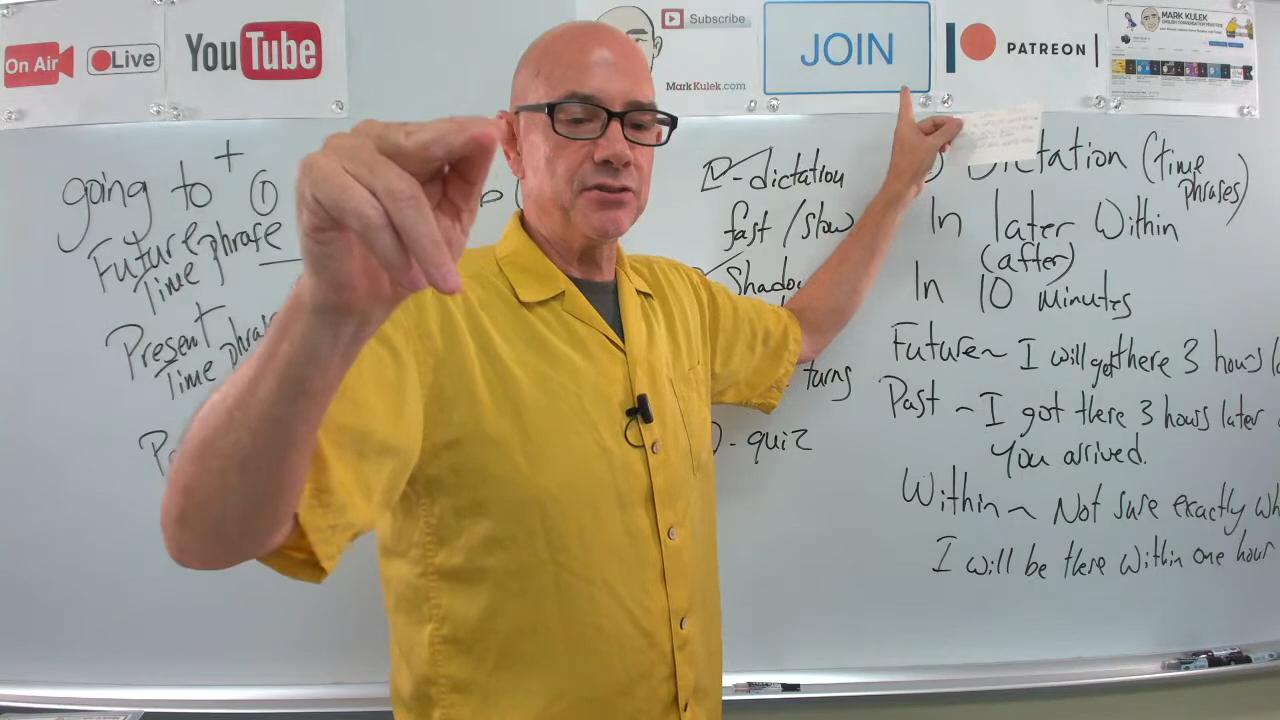 On Air
Live
YouTube
Subscribe
MarkKulek.com
JOIN
PATREON
MARK KULEK
going to + ①
Future phrase
Time
Present
Time phrase
D-dictation
fast / slow
Shadow
turns
- quiz
Dictation (time
phrases)
In later Within
(after)
In 10 minutes
Future ~ I will get there 3 hours
Past ~ I got there 3 hours later
You arrived.
Within ~ Not sure exactly
I will be there within one hour